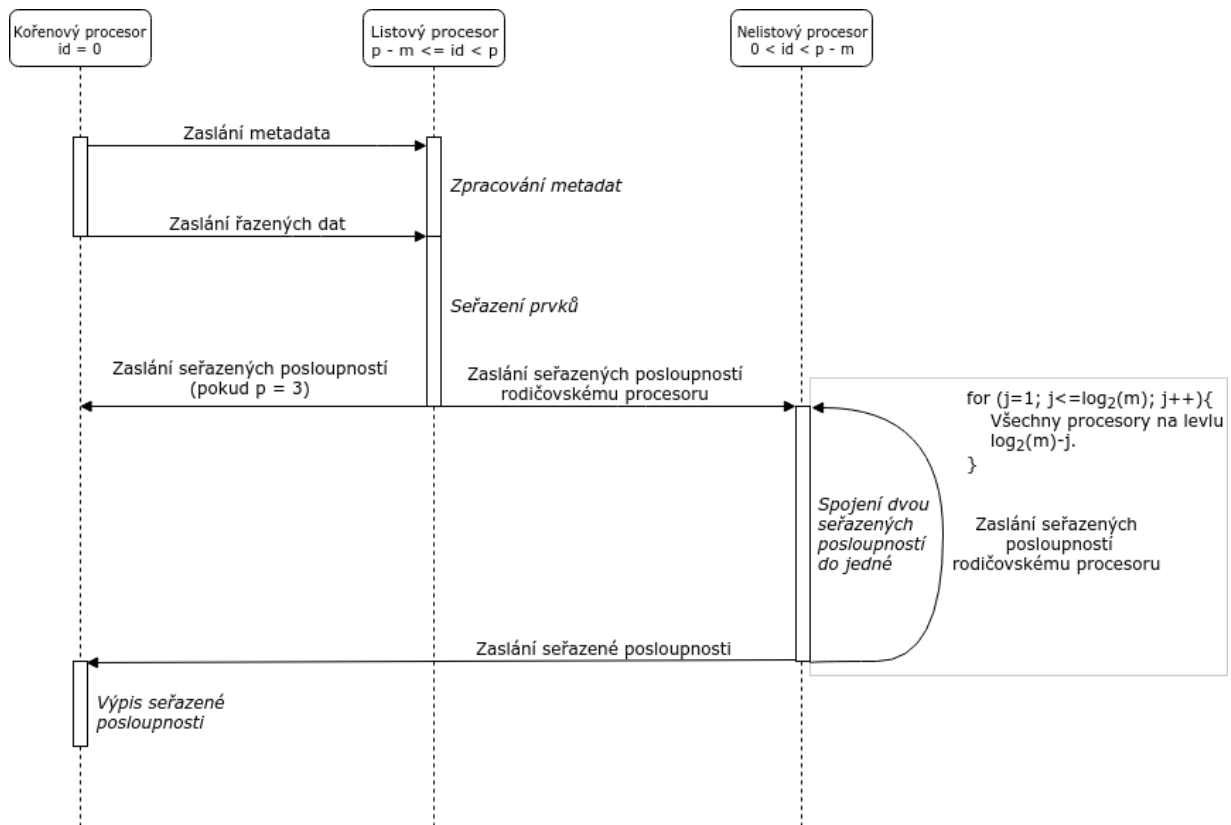 Kořenový procesor
id = 0
Listový procesor
p - m <= id < p
Nelistový procesor
0 < id < p - m
Zaslání metadata
Zpracování metadat
Zaslání řazených dat
Seřazení prvků
Zaslání seřazených posloupností
(pokud p = 3)
Zaslání seřazených posloupností
rodičovskému procesoru
for (j=1; j<=log₂(m); j++){
Všechny procesory na levlu
log₂(m)-j.
}
Spojení dvou
seřazených
posloupností
do jedné
Zaslání seřazených
posloupností
rodičovskému procesoru
Zaslání seřazené posloupnosti
Výpis seřazené
posloupnosti